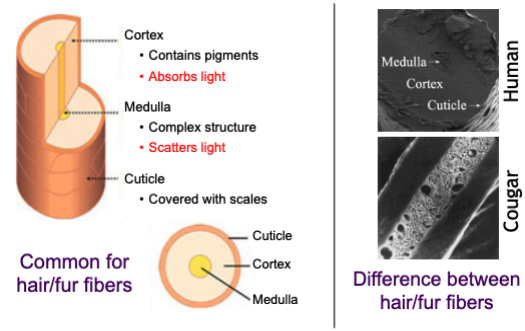 Cortex
• Contains pigments
• Absorbs light
Medulla
• Complex structure
• Scatters light
Cuticle
• Covered with scales
Cuticle
Cortex
Medulla
Common for
hair/fur fibers
Medulla
Cortex
Cuticle
Human
Cougar
Difference between
hair/fur fibers